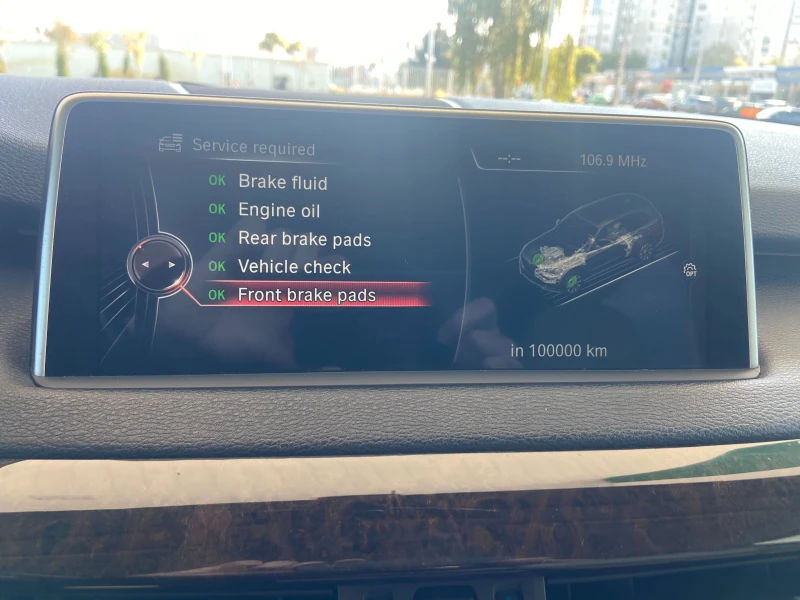 Service required
--:--
106.9 MHz
OK Brake fluid
OK Engine oil
OK Rear brake pads
OK Vehicle check
OK Front brake pads
OPT
in 100000 km